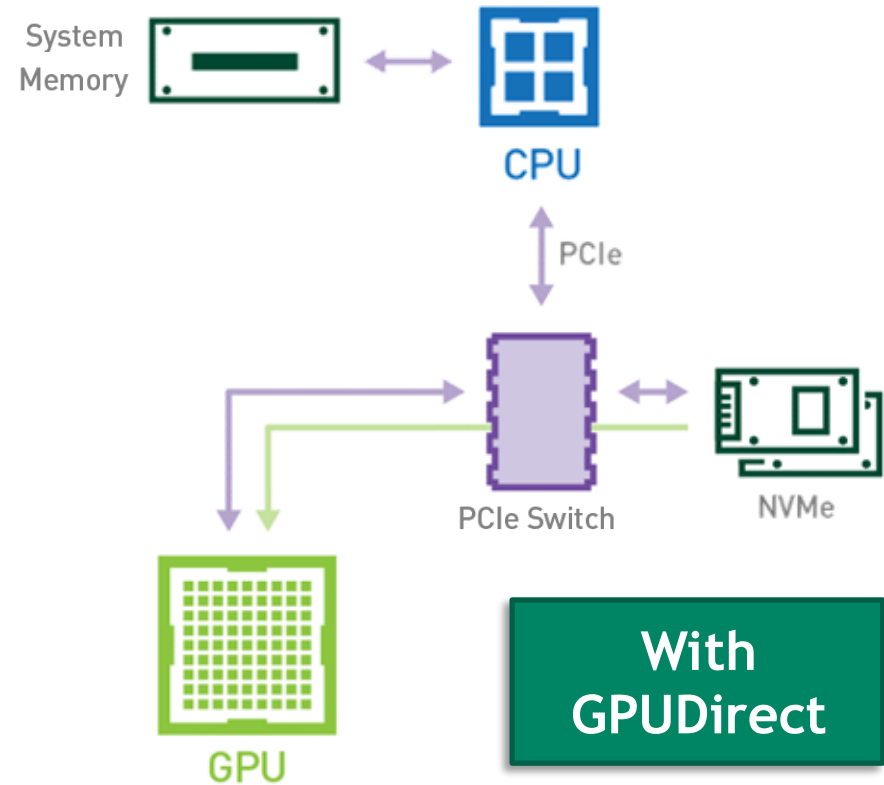 System
Memory
CPU
PCIe
PCIe Switch
NVMe
With
GPUDirect
GPU